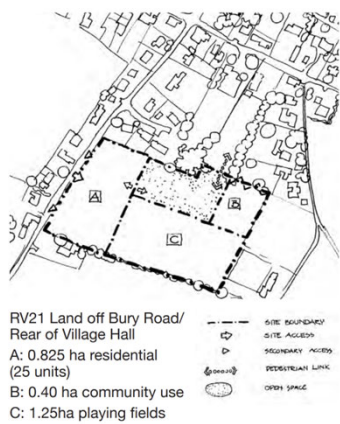 A
B
C
RV21 Land off Bury Road/
Rear of Village Hall
A: 0.825 ha residential
(25 units)
B: 0.40 ha community use
C: 1.25ha playing fields
SITE BOUNDARY
SITE ACCESS
SECONDARY ACCESS
PEDESTRIAN LINK
OPEN SPACE